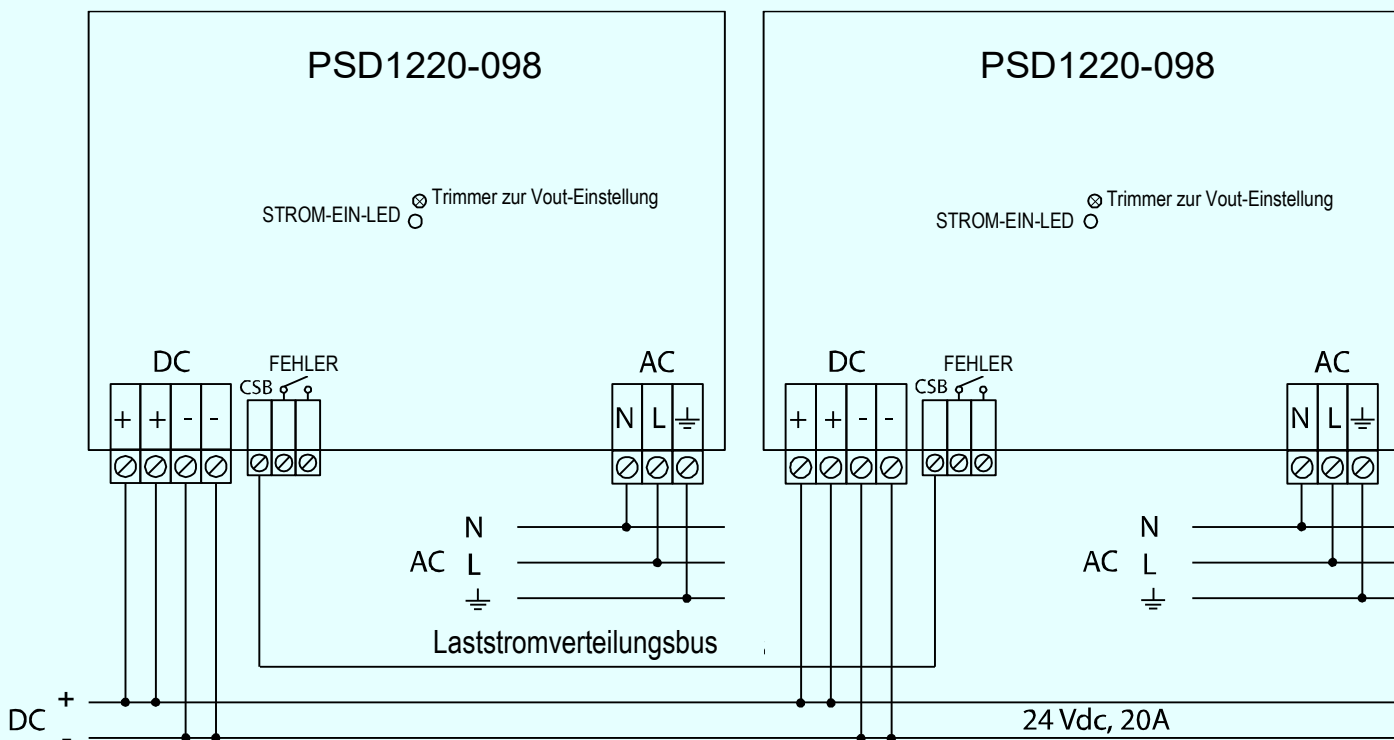 PSD1220-098
PSD1220-098
Trimmer zur Vout-Einstellung
STROM-EIN-LED
Trimmer zur Vout-Einstellung
STROM-EIN-LED
DC
FEHLER
AC
CSB
+ + - -
N L
DC
FEHLER
AC
CSB
+ + - -
N L
N
AC L
N
AC L
Laststromverteilungsbus
+
DC
-
24 Vdc, 20A